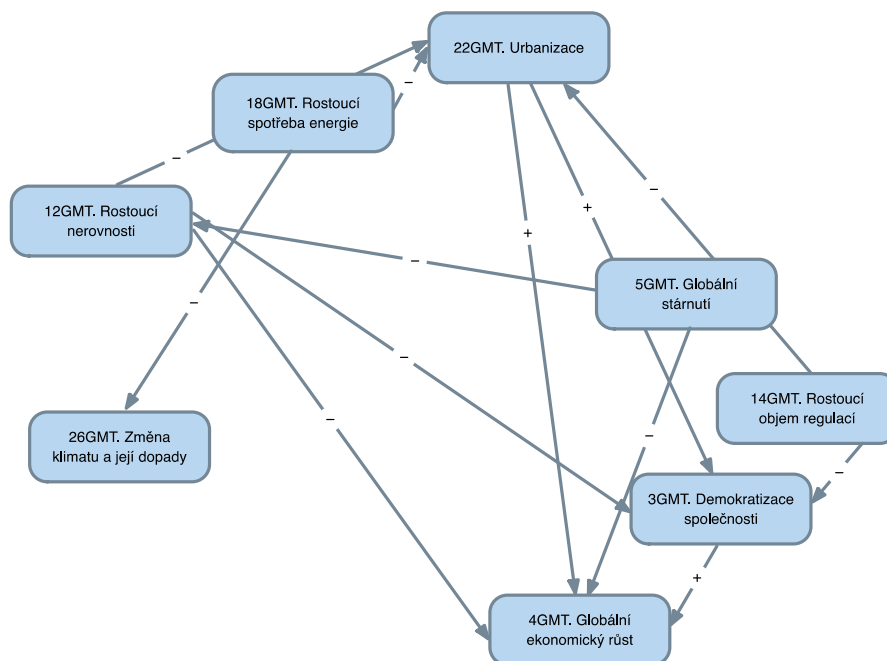 22GMT. Urbanizace
–
18GMT. Rostoucí
spotřeba energie
–
12GMT. Rostoucí
nerovnosti
–
+
+
–
5GMT. Globální
stárnutí
–
–
–
14GMT. Rostoucí
objem regulací
–
–
26GMT. Změna
klimatu a její dopady
–
3GMT. Demokratizace
společnosti
+
4GMT. Globální
ekonomický růst